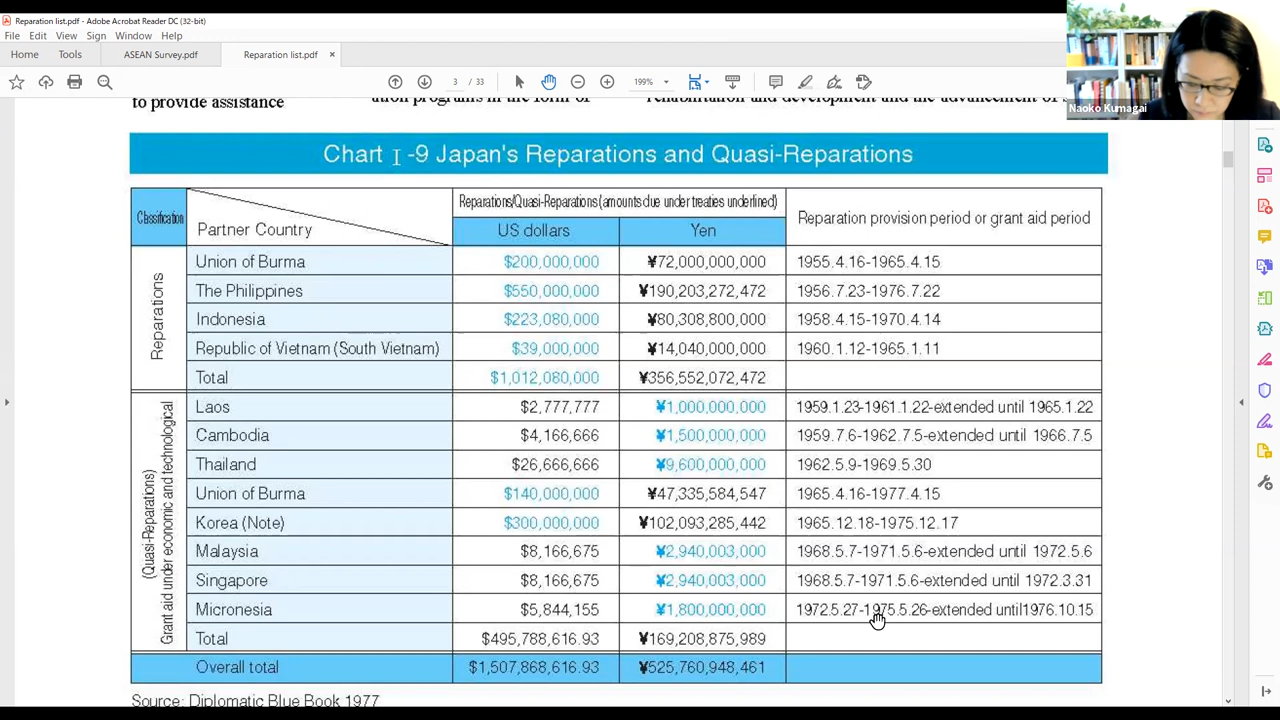 Reparation list.pdf - Adobe Acrobat Reader DC (32-bit)
File Edit View Sign Window Help
Home Tools ASEAN Survey.pdf Reparation list.pdf ×
3 / 33 199%
Naoko Kumagai
to provide assistance
ation programs in the form of
rehabilitation and development and the advancement of s
Chart I-9 Japan's Reparations and Quasi-Reparations
Classification Partner Country Reparations/Quasi-Reparations (amounts due under treaties underlined) Reparation provision period or grant aid period
US dollars Yen
Reparations
Union of Burma $200,000,000 ¥72,000,000,000 1955.4.16-1965.4.15
The Philippines $550,000,000 ¥190,203,272,472 1956.7.23-1976.7.22
Indonesia $223,080,000 ¥80,308,800,000 1958.4.15-1970.4.14
Republic of Vietnam (South Vietnam) $39,000,000 ¥14,040,000,000 1960.1.12-1965.1.11
Total $1,012,080,000 ¥356,552,072,472
(Quasi-Reparations)
Grant aid under economic and technological
Laos $2,777,777 ¥1,000,000,000 1959.1.23-1961.1.22-extended until 1965.1.22
Cambodia $4,166,666 ¥1,500,000,000 1959.7.6-1962.7.5-extended until 1966.7.5
Thailand $26,666,666 ¥9,600,000,000 1962.5.9-1969.5.30
Union of Burma $140,000,000 ¥47,335,584,547 1965.4.16-1977.4.15
Korea (Note) $300,000,000 ¥102,093,285,442 1965.12.18-1975.12.17
Malaysia $8,166,675 ¥2,940,003,000 1968.5.7-1971.5.6-extended until 1972.5.6
Singapore $8,166,675 ¥2,940,003,000 1968.5.7-1971.5.6-extended until 1972.3.31
Micronesia $5,844,155 ¥1,800,000,000 1972.5.27-1975.5.26-extended until1976.10.15
Total $495,788,616.93 ¥169,208,875,989
Overall total $1,507,868,616.93 ¥525,760,948,461
Source: Diplomatic Blue Book 1977